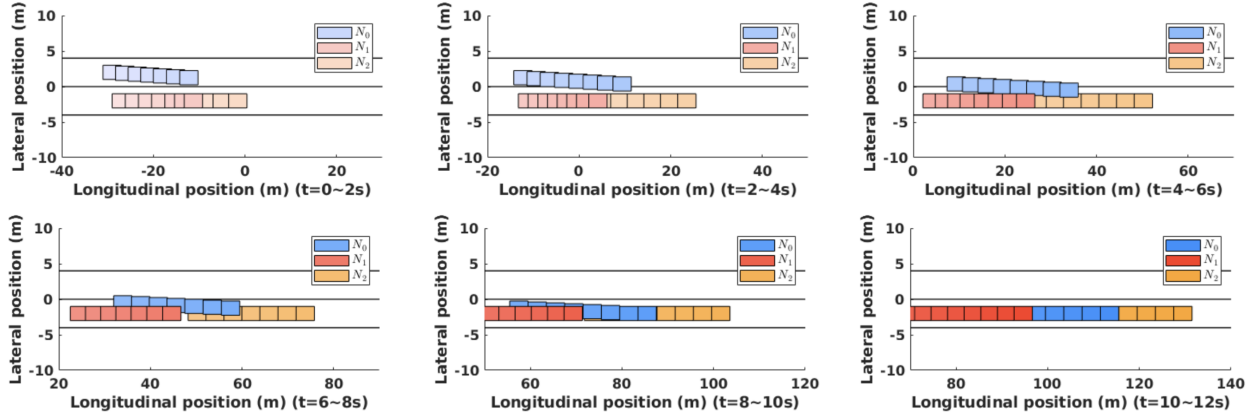 Lateral position (m)
10
5
0
-5
-10
-40
-20
0
20
Longitudinal position (m) (t=0~2s)
N0
N1
N2
Lateral position (m)
10
5
0
-5
-10
-20
0
20
40
Longitudinal position (m) (t=2~4s)
N0
N1
N2
Lateral position (m)
10
5
0
-5
-10
0
20
40
60
Longitudinal position (m) (t=4~6s)
N0
N1
N2
Lateral position (m)
10
5
0
-5
-10
20
40
60
80
Longitudinal position (m) (t=6~8s)
N0
N1
N2
Lateral position (m)
10
5
0
-5
-10
60
80
100
120
Longitudinal position (m) (t=8~10s)
N0
N1
N2
Lateral position (m)
10
5
0
-5
-10
80
100
120
140
Longitudinal position (m) (t=10~12s)
N0
N1
N2